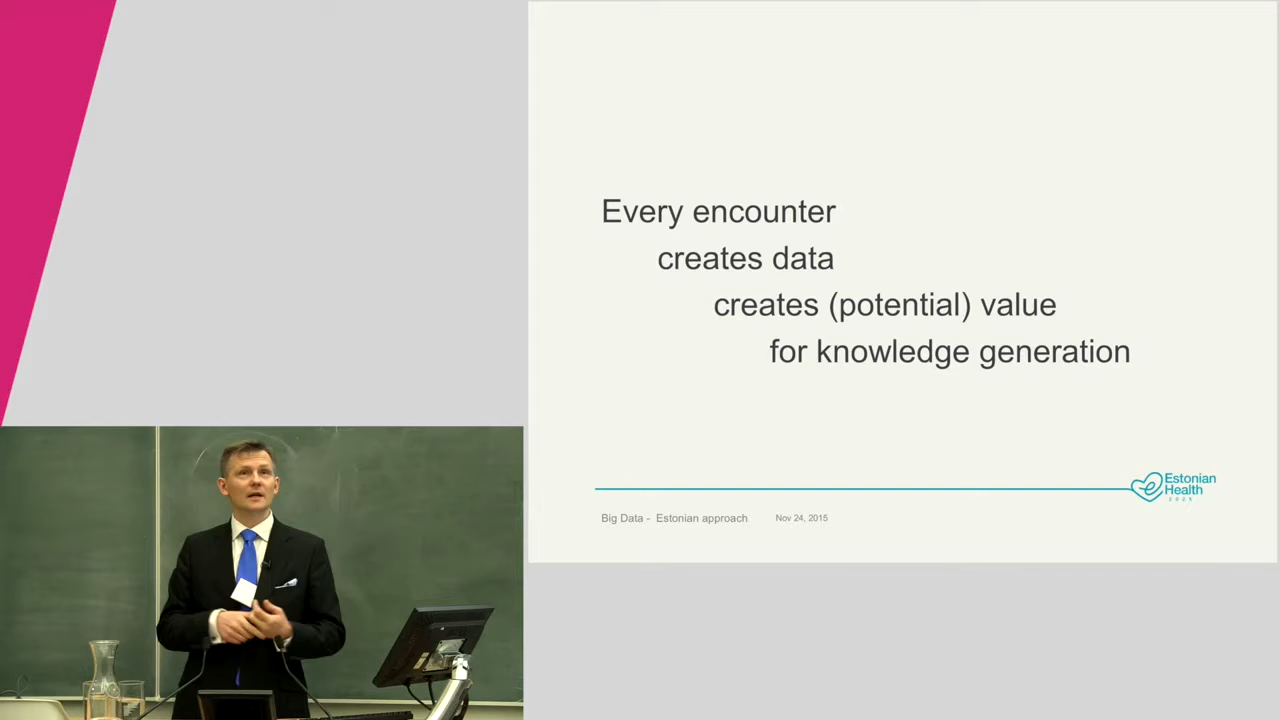 Every encounter
creates data
creates (potential) value
for knowledge generation
Estonian
Health
2025
Big Data - Estonian approach
Nov 24, 2015